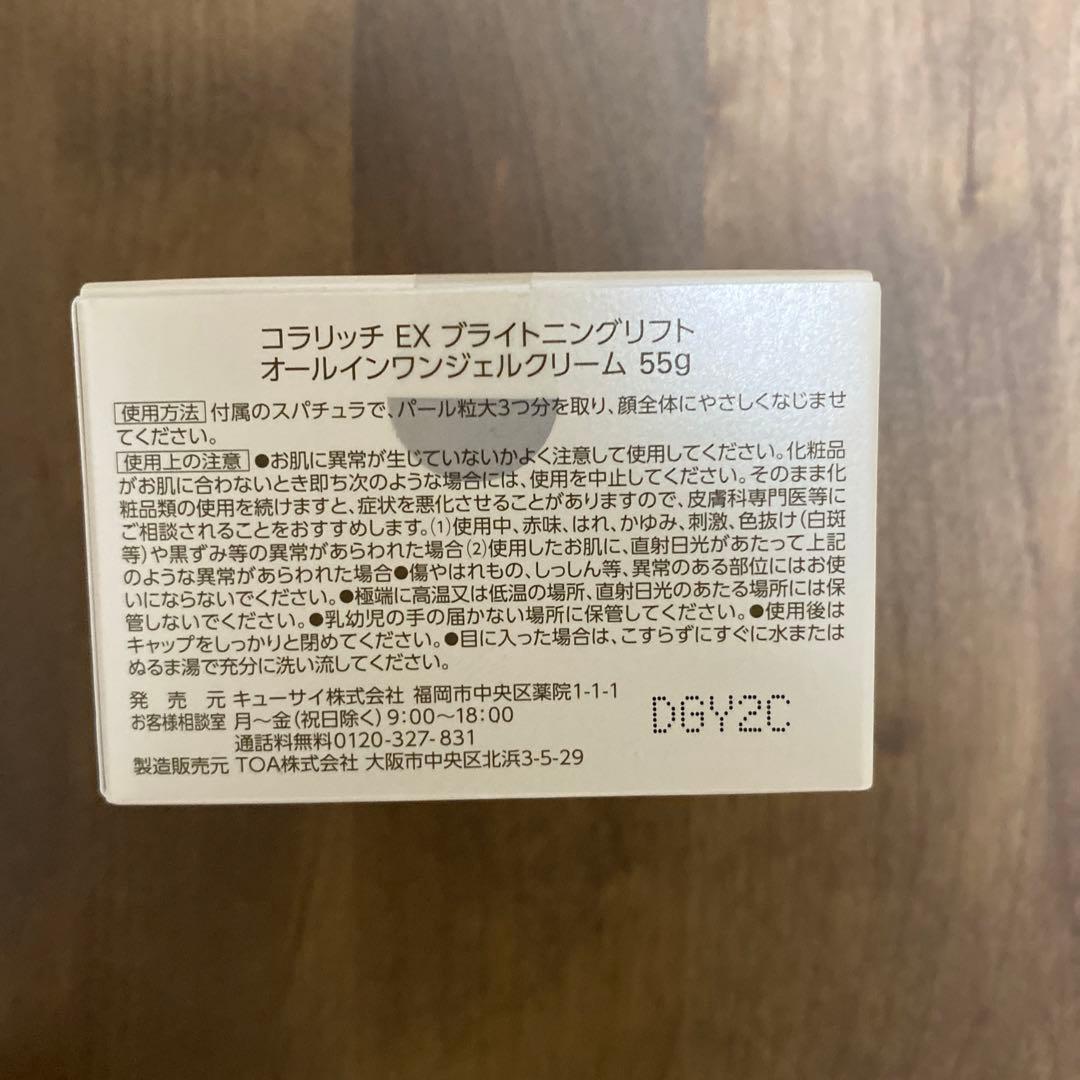 コラリッチ EX ブライトニングリフト
オールインワンジェルクリーム 55g
使用方法 付属のスパチュラで、パール粒大3つ分を取り、顔全体にやさしくなじませ
てください。
使用上の注意 ●お肌に異常が生じていないかよく注意して使用してください。化粧品
がお肌に合わないとき即ち次のような場合には、使用を中止してください。そのまま化
粧品類の使用を続けますと、症状を悪化させることがありますので、皮膚科専門医等に
ご相談されることをおすすめします。(1)使用中、赤味、はれ、かゆみ、刺激、色抜け(白斑
等)や黒ずみ等の異常があらわれた場合(2)使用したお肌に、直射日光があたって上記
のような異常があらわれた場合●傷やはれもの、しっしん等、異常のある部位にはお使
いにならないでください。●極端に高温又は低温の場所、直射日光のあたる場所には保
管しないでください。●乳幼児の手の届かない場所に保管してください。●使用後は
キャップをしっかりと閉めてください。●目に入った場合は、こすらずにすぐに水または
ぬるま湯で充分に洗い流してください。
発売元 キューサイ株式会社 福岡市中央区薬院1-1-1
お客様相談室 月〜金(祝日除く) 9:00〜18:00
通話料無料0120-327-831
製造販売元 TOA株式会社 大阪市中央区北浜3-5-29
DGY2C